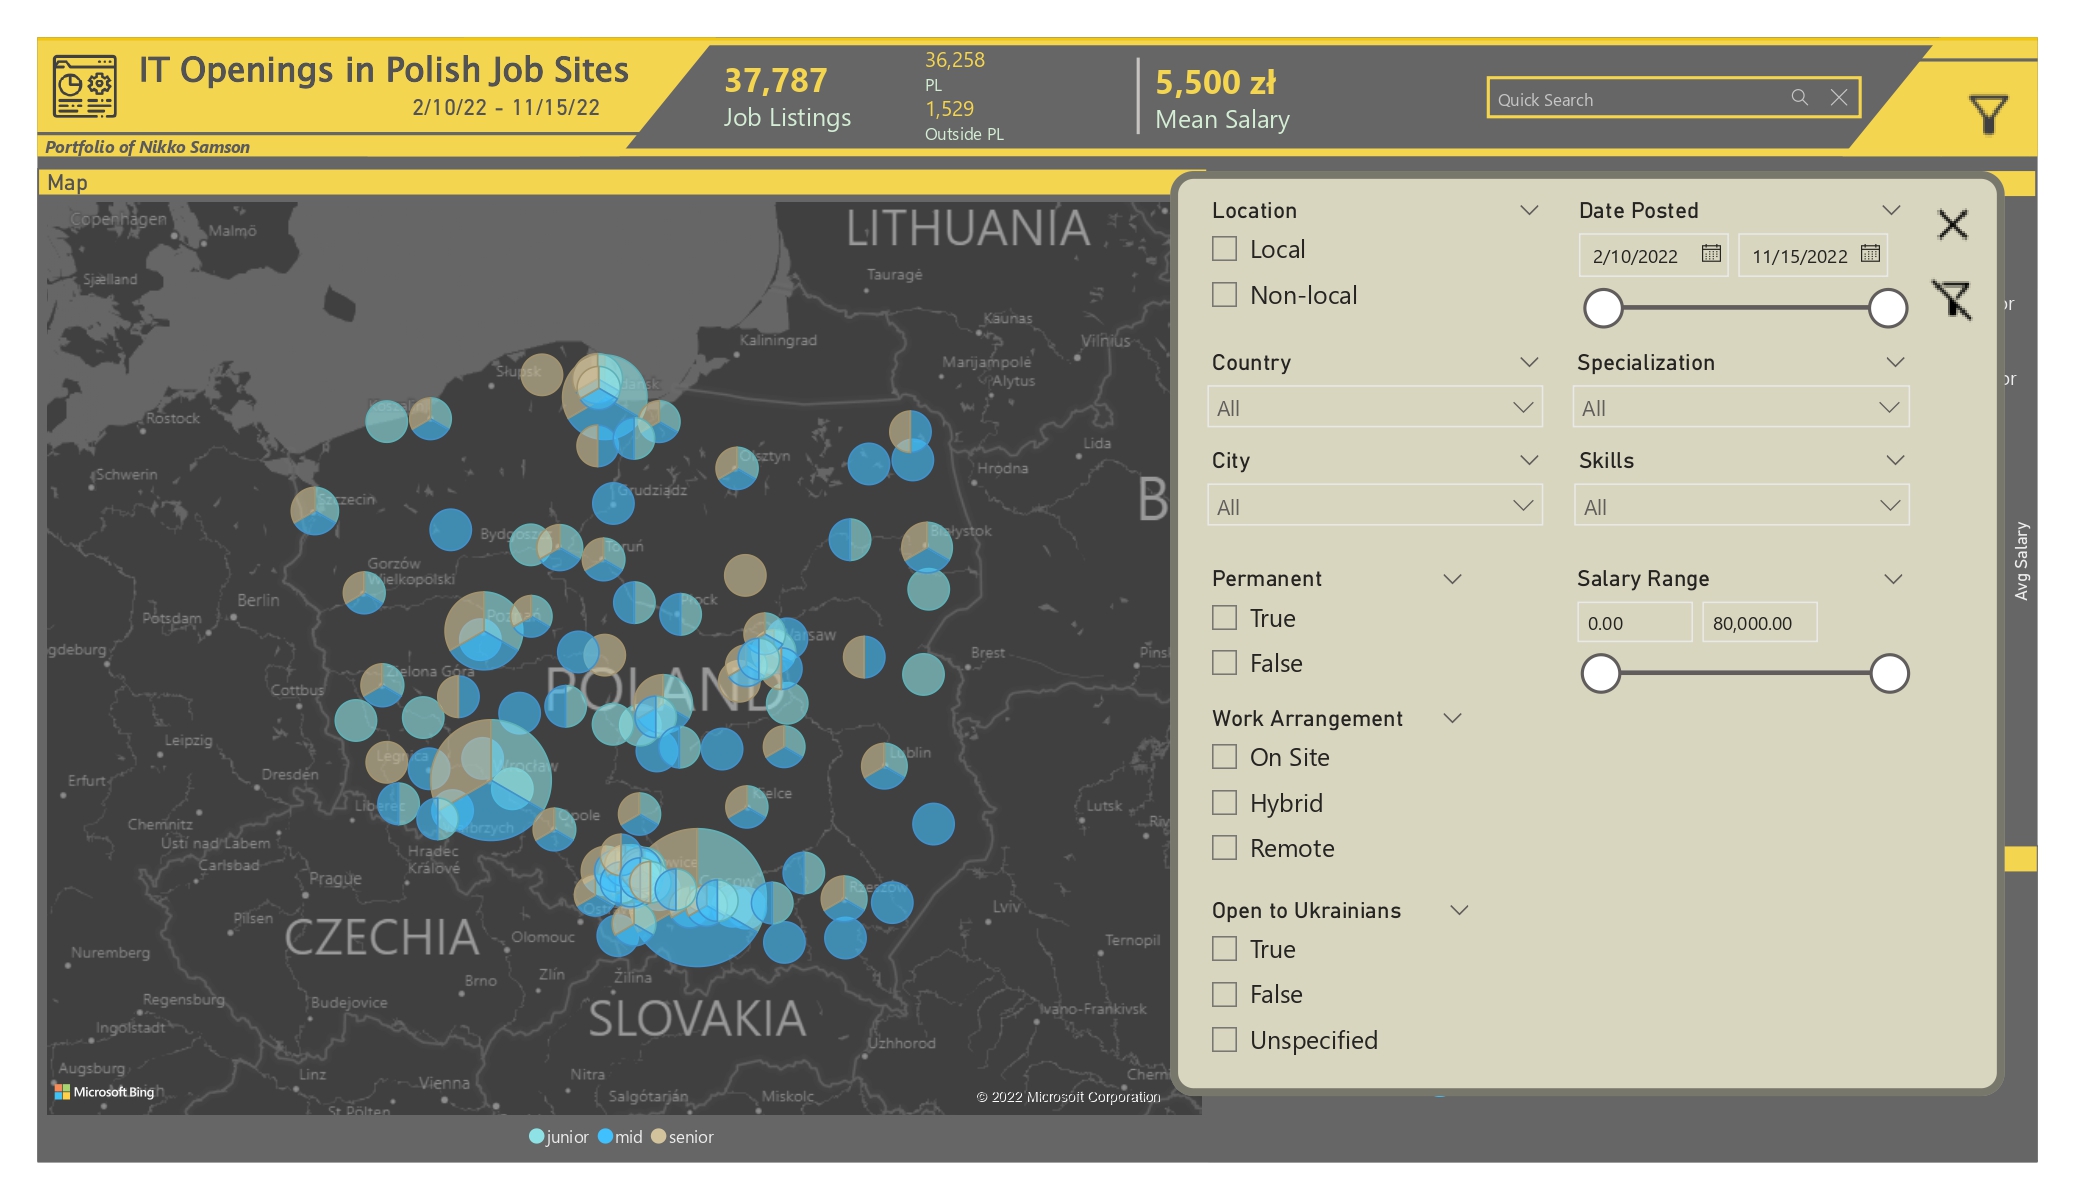 IT Openings in Polish Job Sites
2/10/22 - 11/15/22
Portfolio of Nikko Samson
37,787
Job Listings
36,258
PL
1,529
Outside PL
5,500 zł
Mean Salary
Quick Search
Map
Copenhagen
Malmö
Sjælland
LITHUANIA
Tauragė
Kaunas
Kaliningrad
Vilnius
Marijampolė
Alytus
Słupsk
Rostock
Lida
Olsztyn
Hrodna
Schwerin
Szczecin
Grudziądz
B
Białystok
Toruń
Gorzów
Wielkopolski
Berlin
Płock
Potsdam
Poznań
Warsaw
gdeburg
Brest
Pinsk
Zielona Góra
POLAND
Cottbus
Leipzig
Legnica
Wrocław
Lublin
Dresden
Erfurt
Kielce
Liberec
Lutsk
Opole
Chemnitz
Ústí nad Labem
Hradec
Králové
Carlsbad
Prague
Cracow
Rzeszów
Pilsen
Lviv
CZECHIA
Olomouc
Ternopil
Nuremberg
Zlín
Žilina
Brno
Regensburg
Budejovice
SLOVAKIA
Ivano-Frankivsk
Ingolstadt
Uzhhorod
Augsburg
Linz
Vienna
Nitra
Cherni
Microsoft Bing
Salgótarián
Miskolc
© 2022 Microsoft Corporation
St Pölten
junior
mid
senior
Location
Local
Non-local
Date Posted
2/10/2022
11/15/2022
Country
All
Specialization
All
City
All
Skills
All
Permanent
True
False
Salary Range
0.00
80,000.00
Work Arrangement
On Site
Hybrid
Remote
Open to Ukrainians
True
False
Unspecified
or
or
Avg Salary